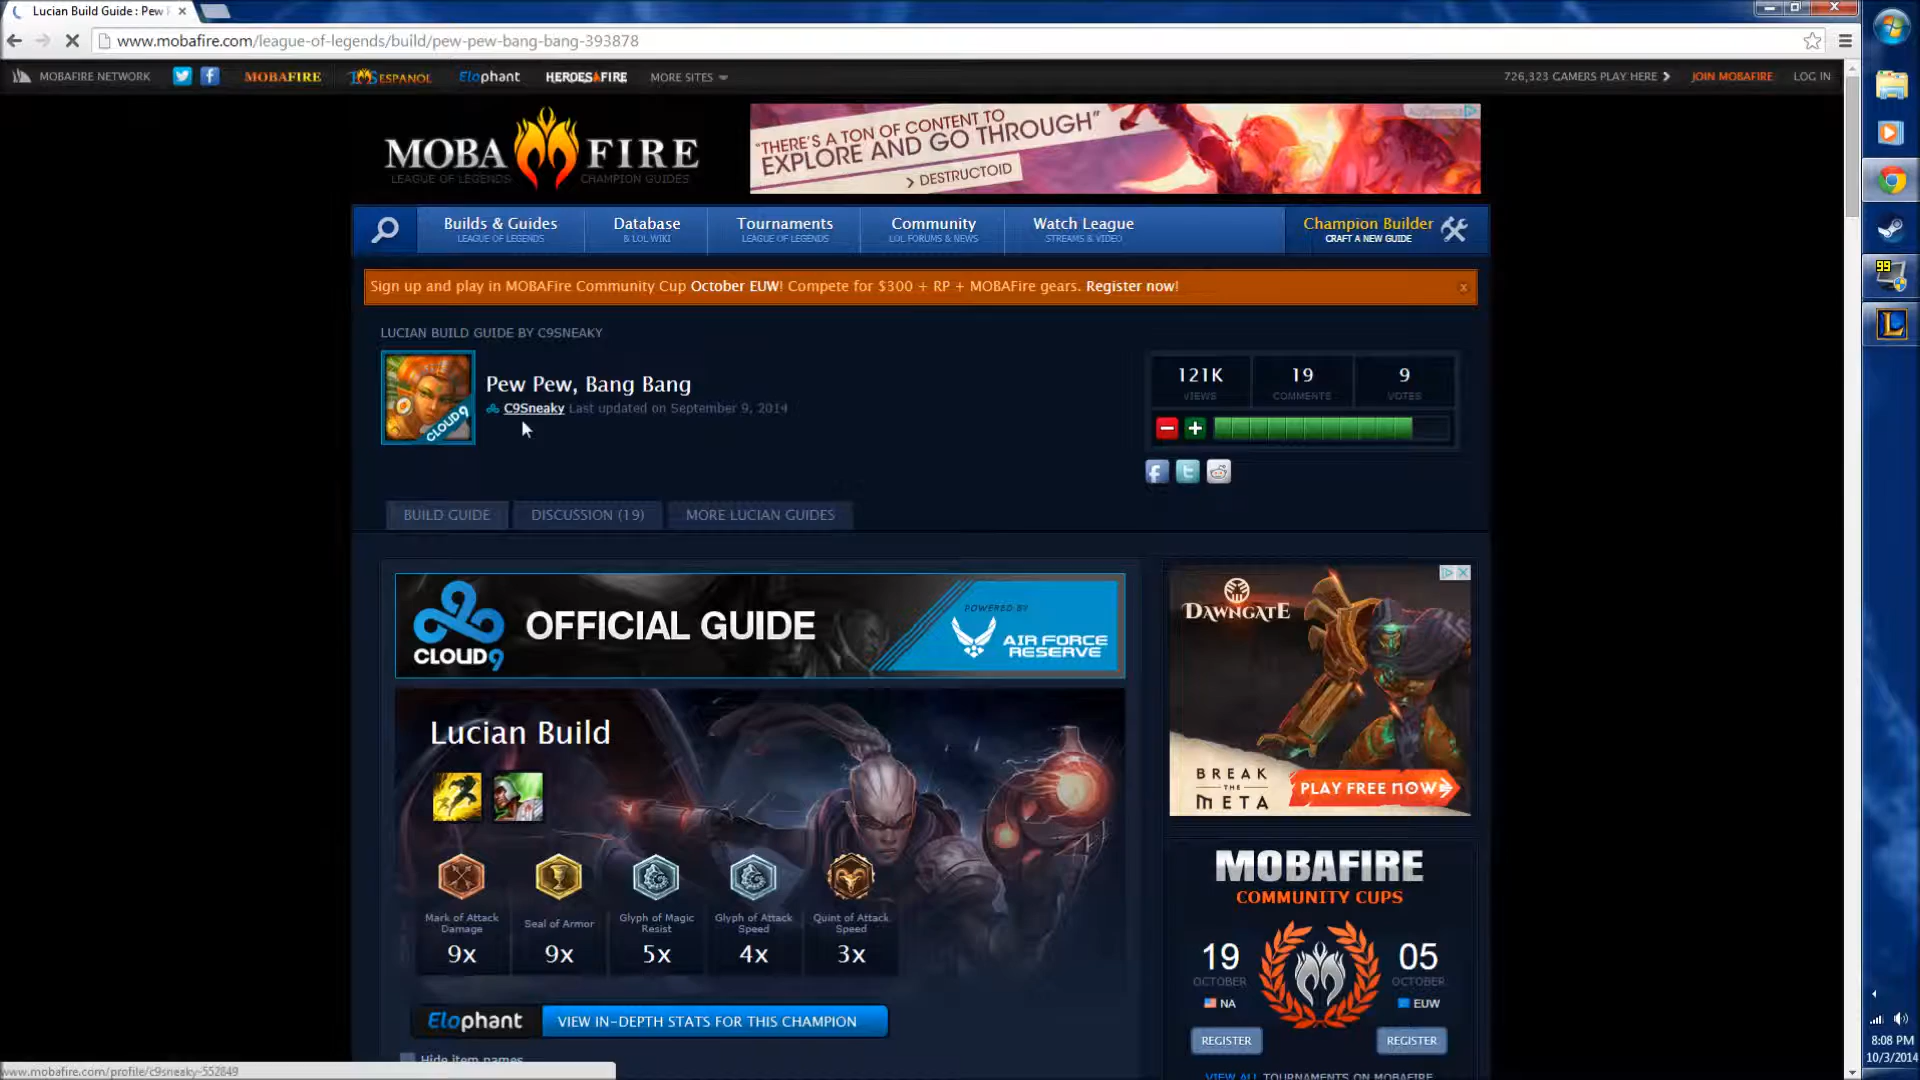 Lucian Build Guide : Pew
www.mobafire.com/league-of-legends/build/pew-pew-bang-bang-393878
MOBAFIRE NETWORK
MOBAFIRE
ESPANOL
Elophant
HEROESFIRE
MORE SITES
726,323 GAMERS PLAY HERE
JOIN MOBAFIRE
LOG IN
MOBA FIRE
LEAGUE OF LEGENDS CHAMPION GUIDES
"THERE'S A TON OF CONTENT TO
EXPLORE AND GO THROUGH"
> DESTRUCTOID
Builds & Guides
LEAGUE OF LEGENDS
Database
& LOL WIKI
Tournaments
LEAGUE OF LEGENDS
Community
LOL FORUMS & NEWS
Watch League
STREAMS & VIDEO
Champion Builder
CRAFT A NEW GUIDE
Sign up and play in MOBAFire Community Cup October EUW! Compete for $300 + RP + MOBAFire gears. Register now!
x
LUCIAN BUILD GUIDE BY C9SNEAKY
CLOUD9
Pew Pew, Bang Bang
C9Sneaky Last updated on September 9, 2014
121K
VIEWS
19
COMMENTS
9
VOTES
BUILD GUIDE
DISCUSSION (19)
MORE LUCIAN GUIDES
CLOUD9
OFFICIAL GUIDE
POWERED BY
AIR FORCE
RESERVE
Lucian Build
Mark of Attack
Damage
9x
Seal of Armor
9x
Glyph of Magic
Resist
5x
Glyph of Attack
Speed
4x
Quint of Attack
Speed
3x
Elophant
VIEW IN-DEPTH STATS FOR THIS CHAMPION
Hide item names
DAWNGATE
BREAK
THE
META
PLAY FREE NOW
MOBAFIRE
COMMUNITY CUPS
19
OCTOBER
NA
REGISTER
05
OCTOBER
EUW
REGISTER
VIEW ALL TOURNAMENTS ON MOBAFIRE
www.mobafire.com/profile/c9sneaky-552849
99
L
8:08 PM
10/3/2014